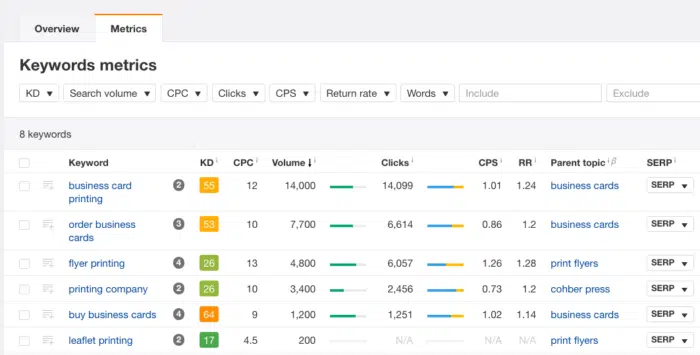 Overview Metrics
Keywords metrics
KD ▼ Search volume ▼ CPC ▼ Clicks ▼ CPS ▼ Return rate ▼ Words ▼ Include Exclude
8 keywords
Keyword KD i CPC i Volume ↓ i Clicks i CPS i RR i Parent topic i β SERP i
business card printing 2 55 12 14,000 14,099 1.01 1.24 business cards SERP ▼
order business cards 3 53 10 7,700 6,614 0.86 1.2 business cards SERP ▼
flyer printing 4 26 13 4,800 6,057 1.26 1.28 print flyers SERP ▼
printing company 2 26 10 3,400 2,456 0.73 1.2 cohber press SERP ▼
buy business cards 4 64 9 1,200 1,251 1.02 1.14 business cards SERP ▼
leaflet printing 2 17 4.5 200 N/A N/A N/A print flyers SERP ▼